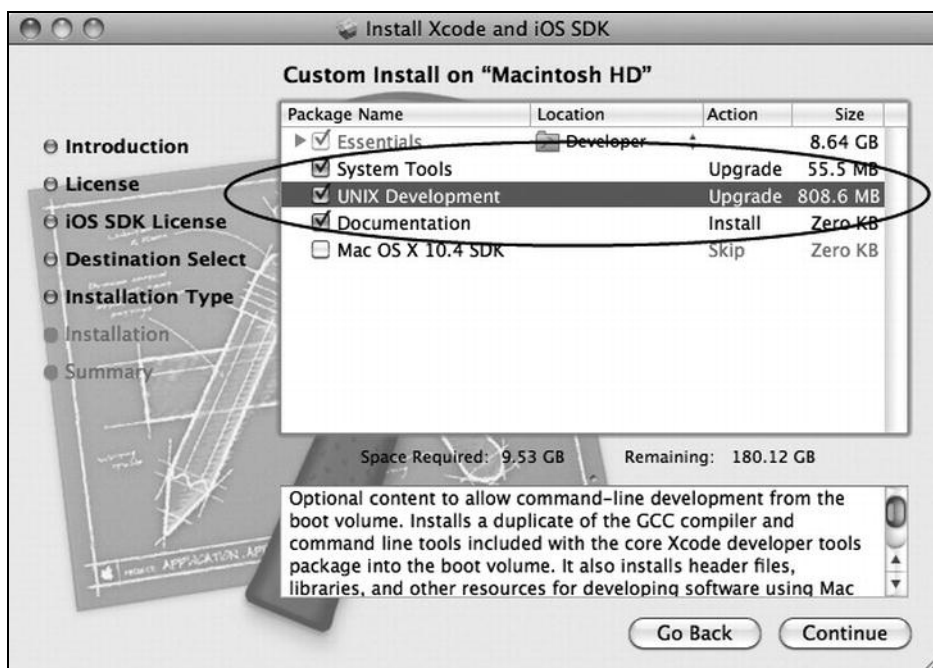 Install Xcode and iOS SDK
Custom Install on “Macintosh HD”
Introduction
License
iOS SDK License
Destination Select
Installation Type
Installation
Summary
Package Name Location Action Size
Essentials Developer 8.64 GB
System Tools Upgrade 55.5 MB
UNIX Development Upgrade 808.6 MB
Documentation Install Zero KB
Mac OS X 10.4 SDK Skip Zero KB
Space Required: 9.53 GB Remaining: 180.12 GB
Optional content to allow command-line development from the
boot volume. Installs a duplicate of the GCC compiler and
command line tools included with the core Xcode developer tools
package into the boot volume. It also installs header files,
libraries, and other resources for developing software using Mac
PROJECT APPLICATION.APP
Go Back Continue